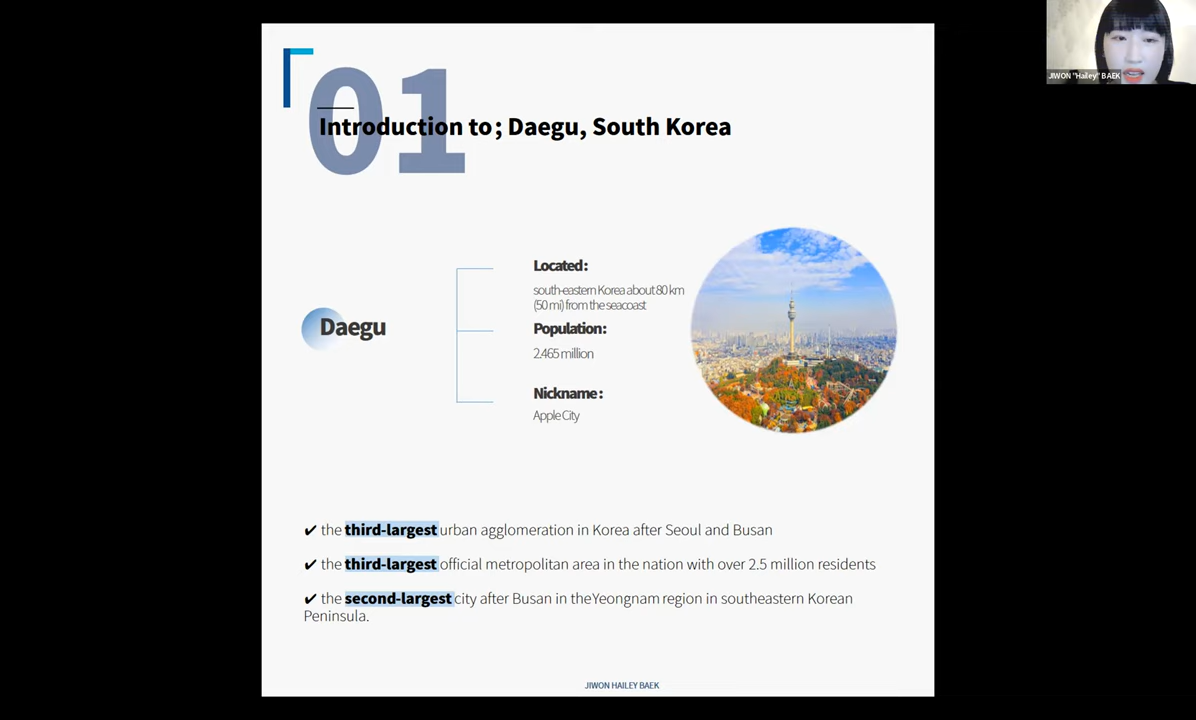 JIWON "Hailey" BAEK
01
Introduction to; Daegu, South Korea
Daegu
Located:
south-eastern Korea about 80 km
(50 mi) from the seacoast
Population:
2.465 million
Nickname:
Apple City
✔ the third-largest urban agglomeration in Korea after Seoul and Busan
✔ the third-largest official metropolitan area in the nation with over 2.5 million residents
✔ the second-largest city after Busan in the Yeongnam region in southeastern Korean
Peninsula.
JIWON HAILEY BAEK